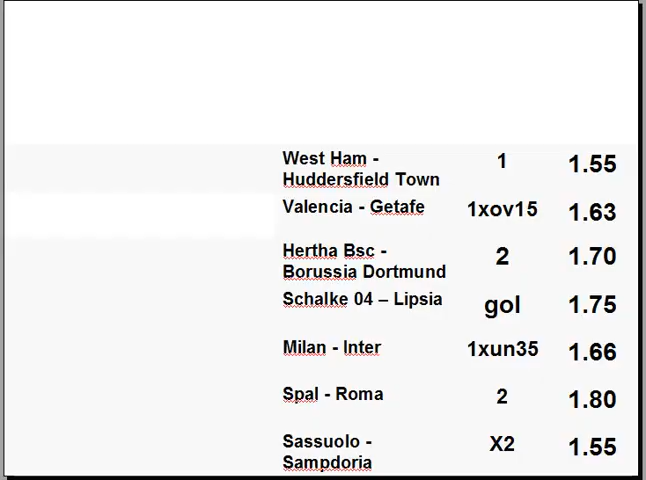 West Ham -
Huddersfield Town
1
1.55
Valencia - Getafe
1xov15
1.63
Hertha Bsc -
Borussia Dortmund
2
1.70
Schalke 04 – Lipsia
gol
1.75
Milan - Inter
1xun35
1.66
Spal - Roma
2
1.80
Sassuolo -
Sampdoria
X2
1.55